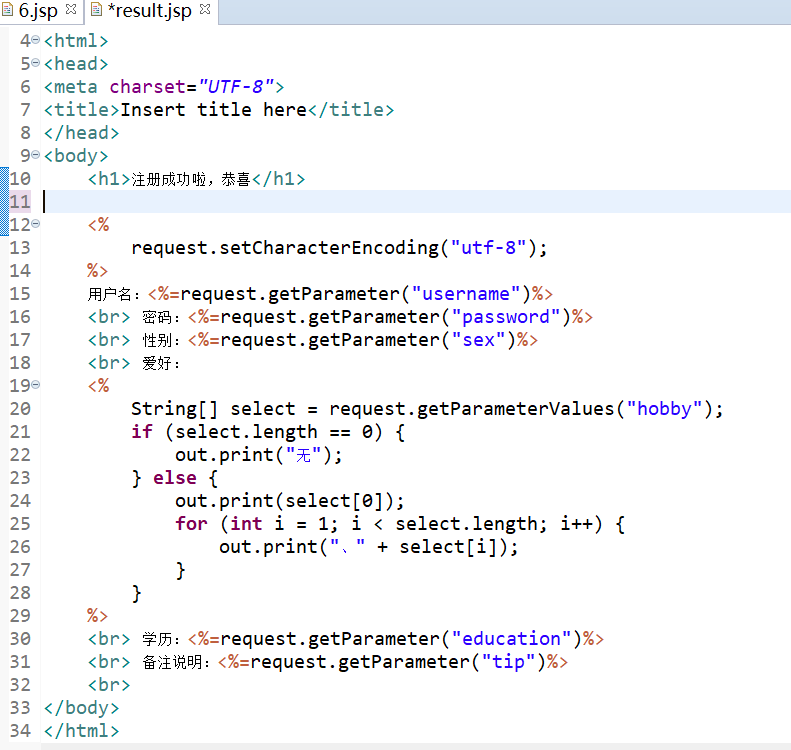 6.jsp *result.jsp
4 <html>
5 <head>
6 <meta charset="UTF-8">
7 <title>Insert title here</title>
8 </head>
9 <body>
10 <h1>注册成功啦，恭喜</h1>
11
12 <%
13 request.setCharacterEncoding("utf-8");
14 %>
15 用户名：<%=request.getParameter("username")%>
16 <br> 密码：<%=request.getParameter("password")%>
17 <br> 性别：<%=request.getParameter("sex")%>
18 <br> 爱好：
19 <%
20 String[] select = request.getParameterValues("hobby");
21 if (select.length == 0) {
22 out.print("无");
23 } else {
24 out.print(select[0]);
25 for (int i = 1; i < select.length; i++) {
26 out.print("、" + select[i]);
27 }
28 }
29 %>
30 <br> 学历：<%=request.getParameter("education")%>
31 <br> 备注说明：<%=request.getParameter("tip")%>
32 <br>
33 </body>
34 </html>